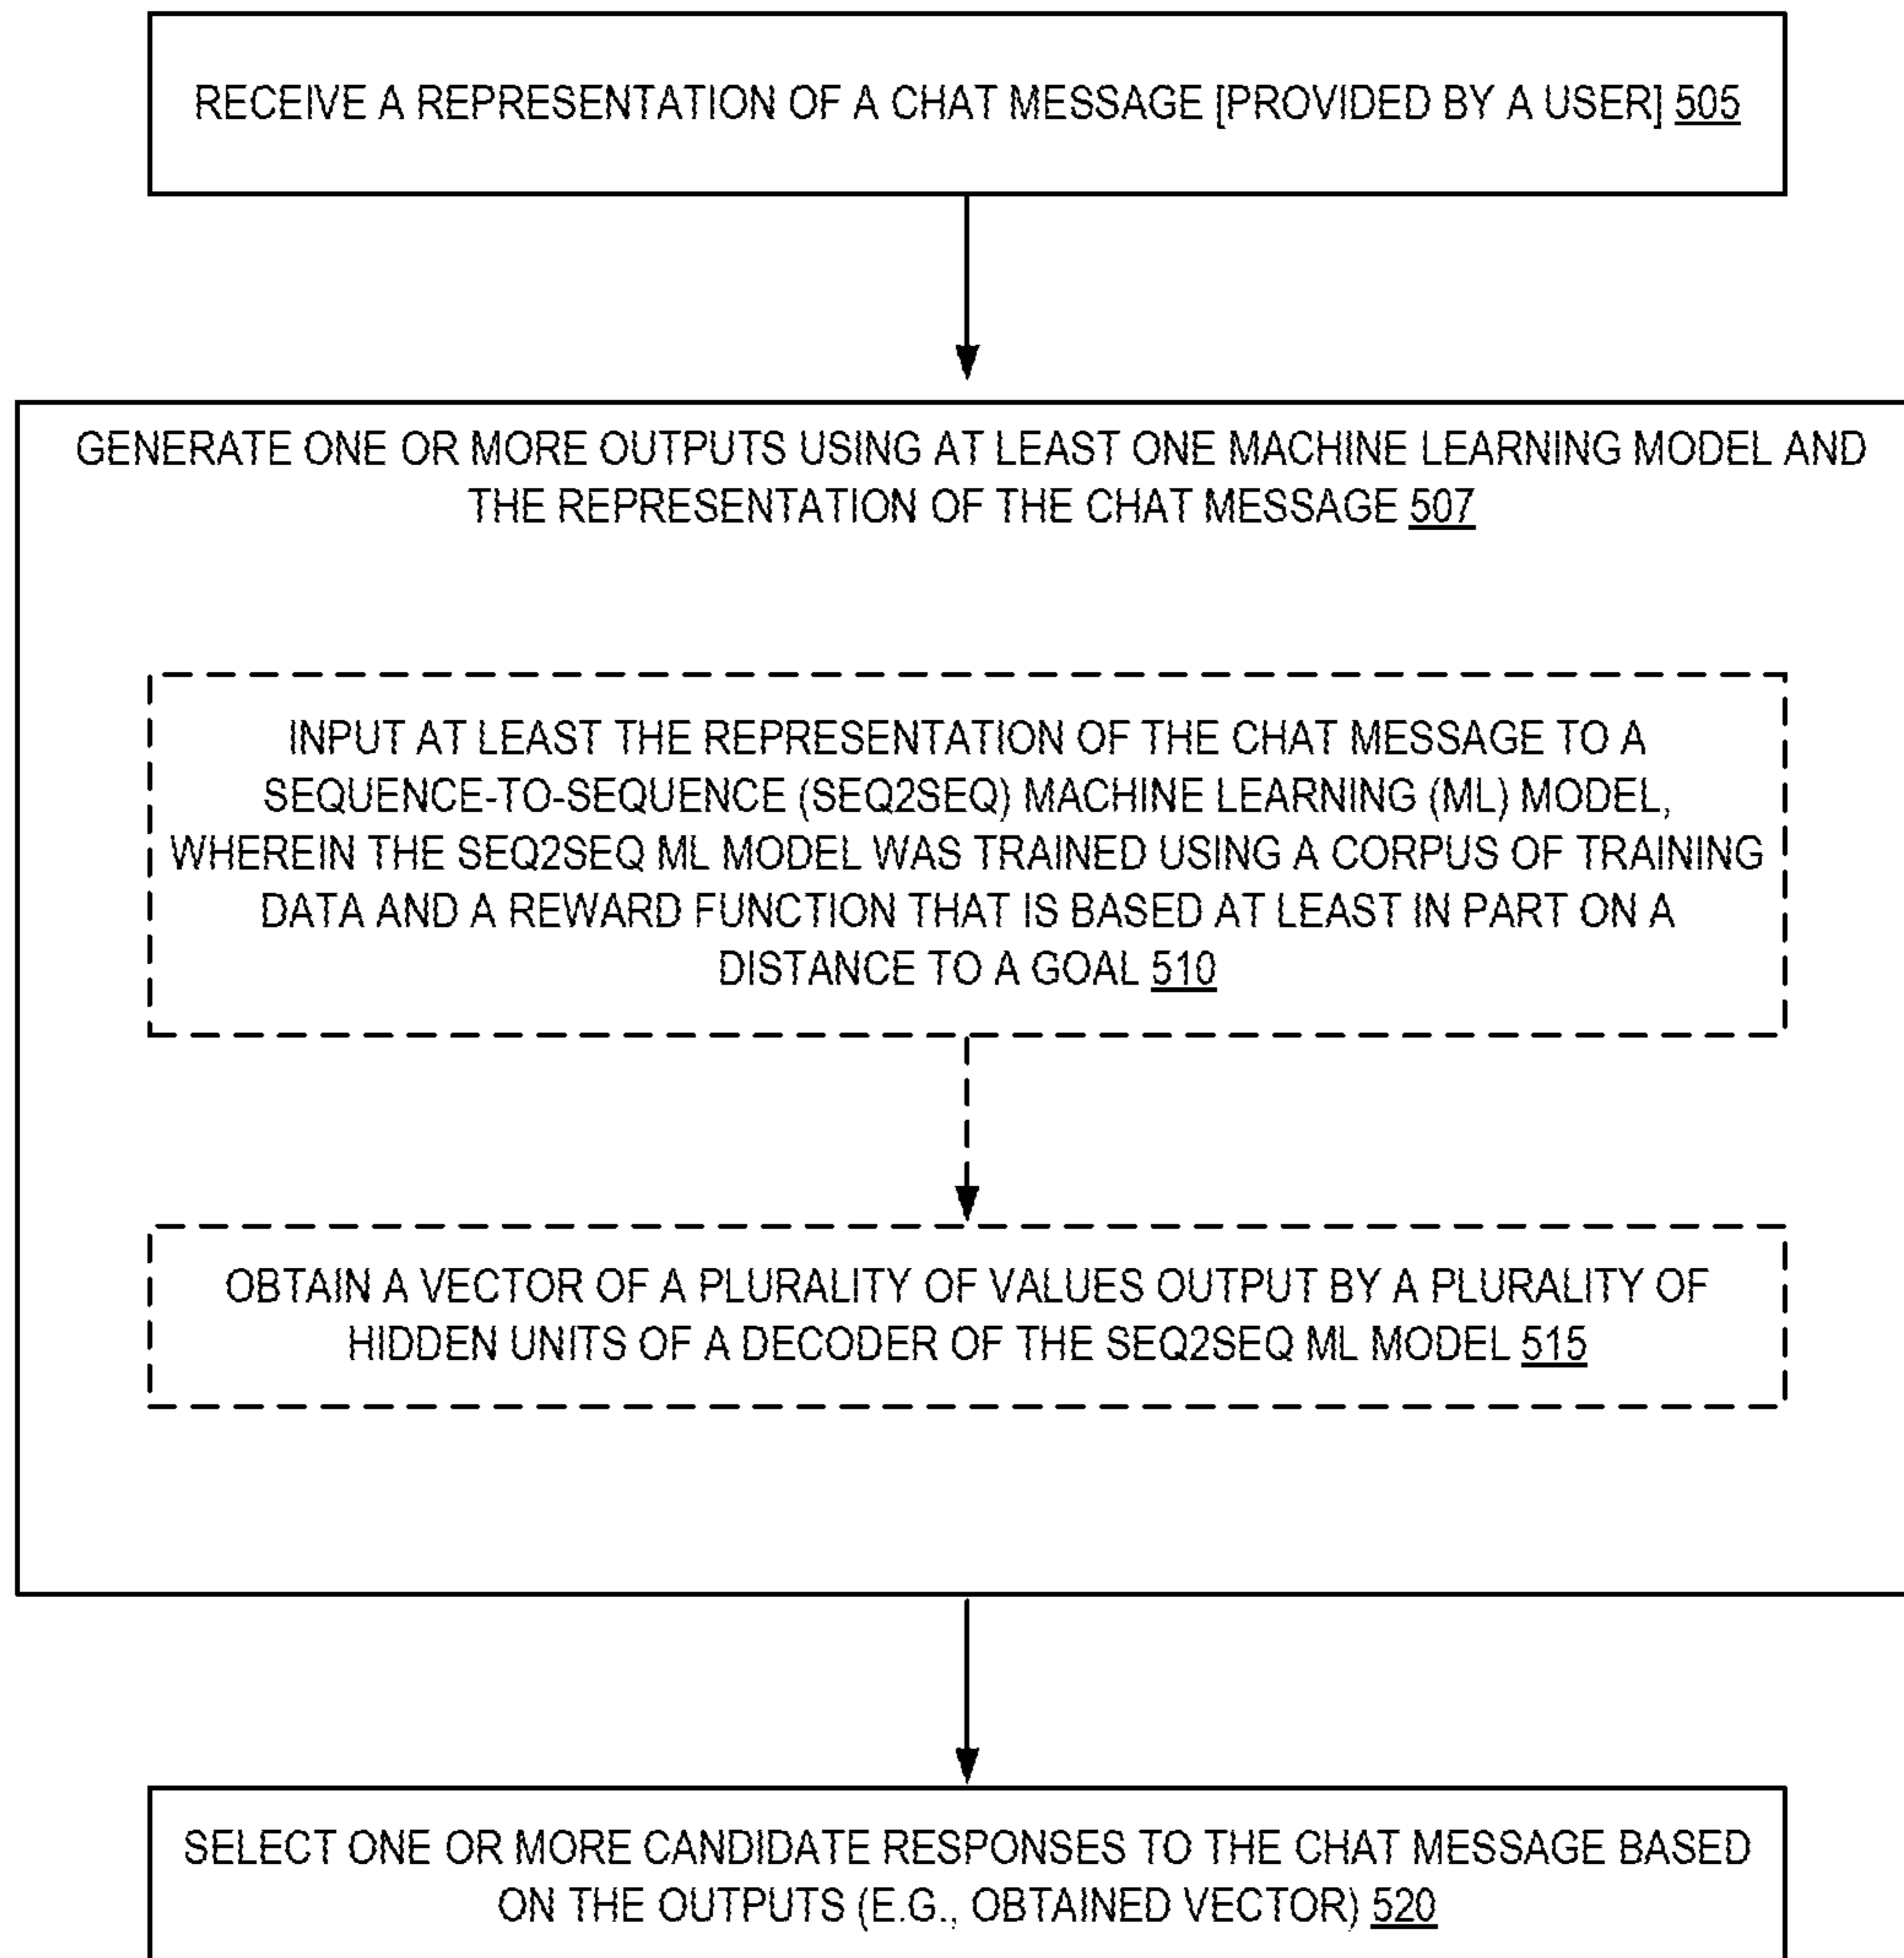 RECEIVE A REPRESENTATION OF A CHAT MESSAGE [PROVIDED BY A USER] 505
GENERATE ONE OR MORE OUTPUTS USING AT LEAST ONE MACHINE LEARNING MODEL AND
THE REPRESENTATION OF THE CHAT MESSAGE 507
INPUT AT LEAST THE REPRESENTATION OF THE CHAT MESSAGE TO A
SEQUENCE-TO-SEQUENCE (SEQ2SEQ) MACHINE LEARNING (ML) MODEL,
WHEREIN THE SEQ2SEQ ML MODEL WAS TRAINED USING A CORPUS OF TRAINING
DATA AND A REWARD FUNCTION THAT IS BASED AT LEAST IN PART ON A
DISTANCE TO A GOAL 510
OBTAIN A VECTOR OF A PLURALITY OF VALUES OUTPUT BY A PLURALITY OF
HIDDEN UNITS OF A DECODER OF THE SEQ2SEQ ML MODEL 515
SELECT ONE OR MORE CANDIDATE RESPONSES TO THE CHAT MESSAGE BASED
ON THE OUTPUTS (E.G., OBTAINED VECTOR) 520